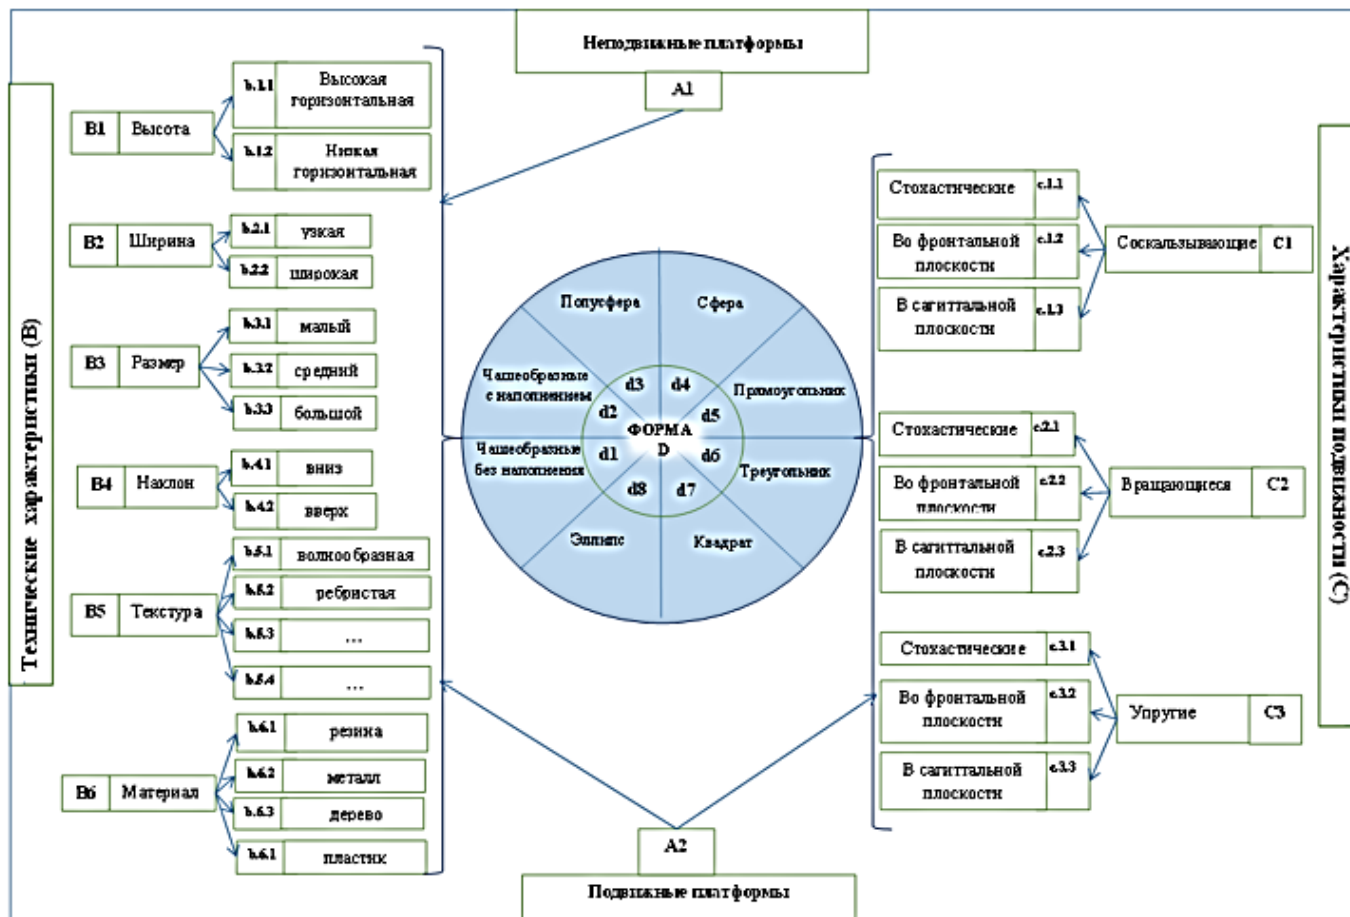 Неподвижные платформы
A1
Технические характеристики (В)
B1
Высота
b.1.1
Высокая
горизонтальная
b.1.2
Низкая
горизонтальная
B2
Ширина
b.2.1
узкая
b.2.2
широкая
B3
Размер
b.3.1
малый
b.3.2
средний
b.3.3
большой
B4
Наклон
b.4.1
вниз
b.4.2
вверх
B5
Текстура
b.5.1
волнообразная
b.5.2
ребристая
b.5.3
...
b.5.4
...
B6
Материал
b.6.1
резина
b.6.2
металл
b.6.3
дерево
b.6.1
пластик
Полусфера
Сфера
Чашеобразные
с наполнением
Прямоугольник
Чашеобразные
без наполнения
Треугольник
Эллипс
Квадрат
d3
d4
d2
d5
ФОРМА
D
d1
d6
d8
d7
Стохастические
c.1.1
Во фронтальной
плоскости
c.1.2
В сагиттальной
плоскости
c.1.3
Соскальзывающие
C1
Стохастические
c.2.1
Во фронтальной
плоскости
c.2.2
В сагиттальной
плоскости
c.2.3
Вращающиеся
C2
Стохастические
c.3.1
Во фронтальной
плоскости
c.3.2
В сагиттальной
плоскости
c.3.3
Упругие
C3
Характеристики подвижности (С)
A2
Подвижные платформы